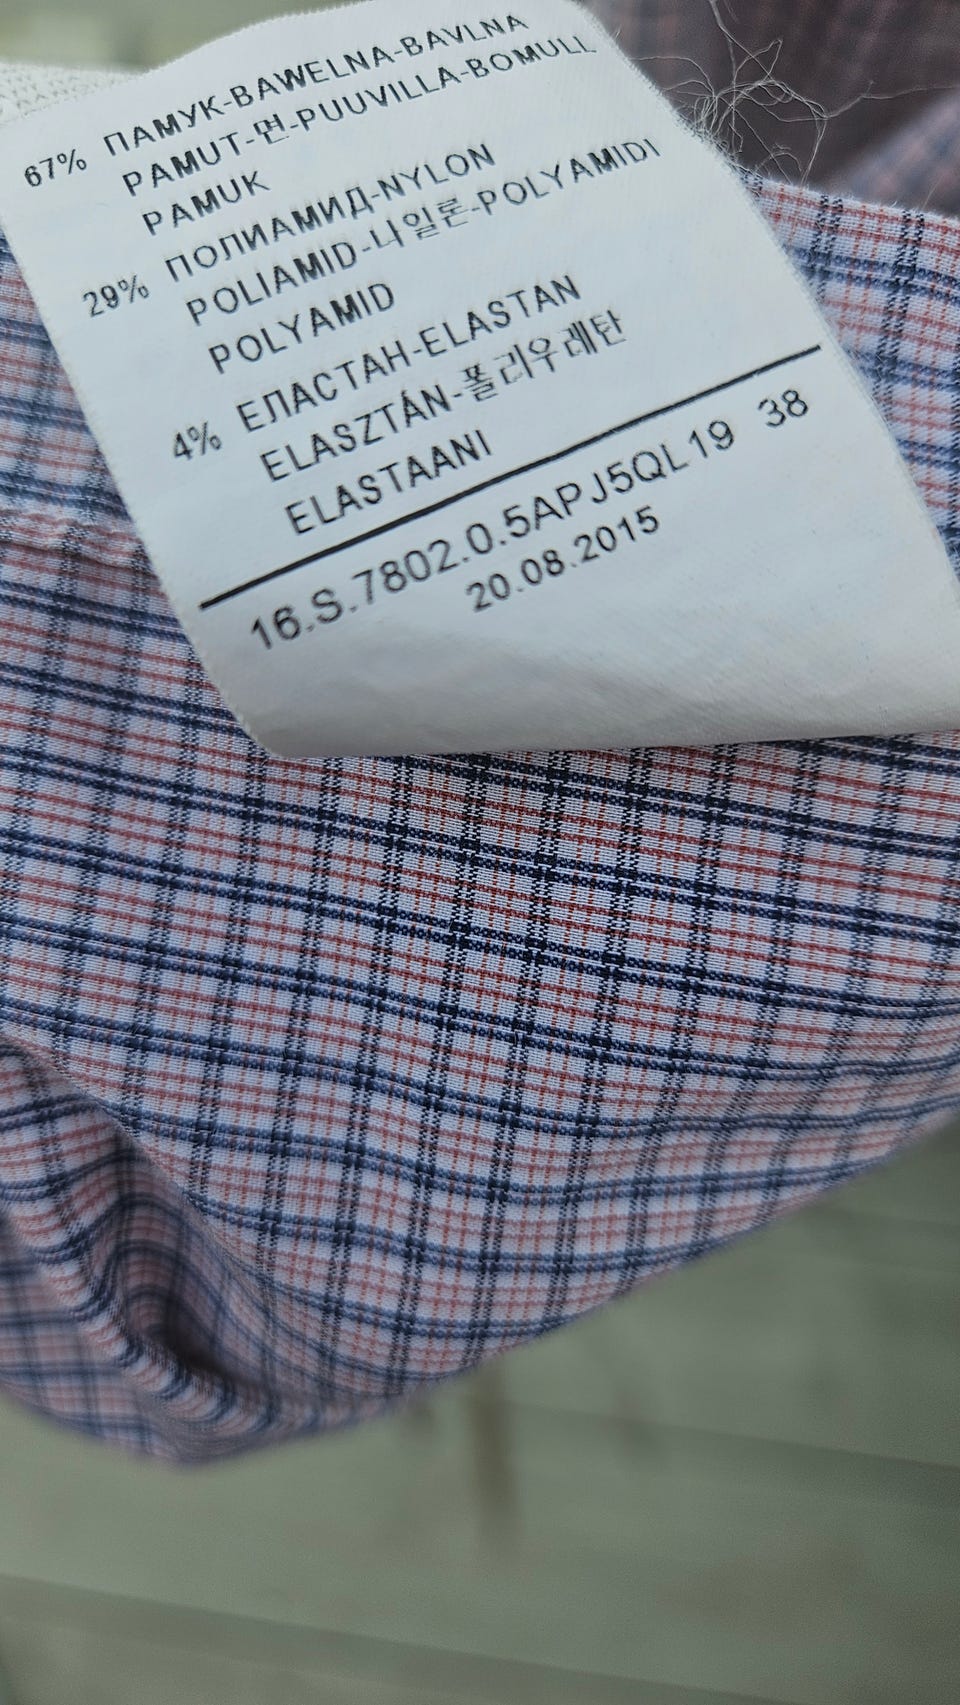 67% ПАМУК-BAWEŁNA-BAVLNA
PAMUT-면-PUUVILLA-BOMULL
PAMUK
29% ПОЛИАМИД-NYLON
POLIAMID-나일론-POLYAMIDI
POLYAMID
4% ЕЛАСТАН-ELASTAN
ELASZTÁN-폴리우레탄
ELASTAANI
16.S.7802.0.5APJ5QL19 38
20.08.2015